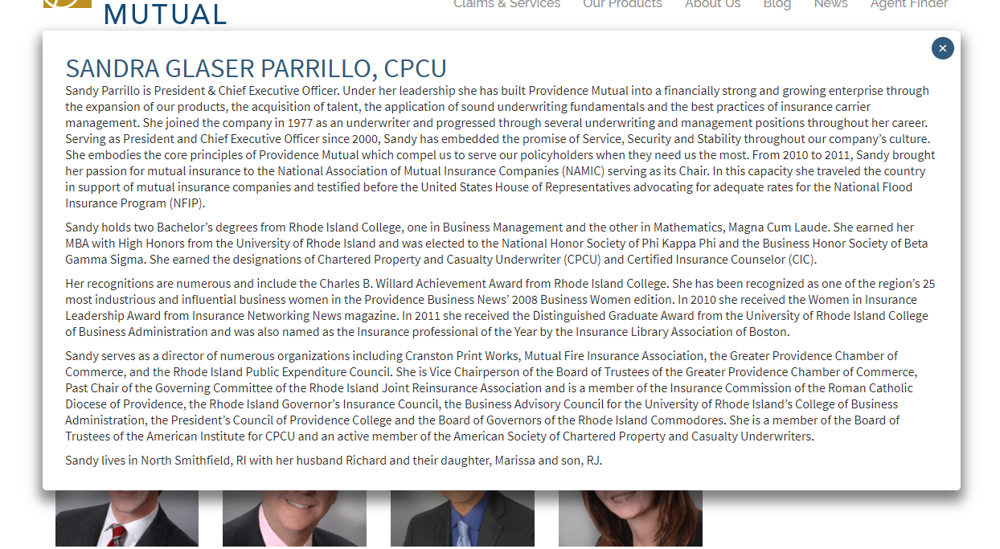 Claims & Services Our Products About Us Blog News Agent Finder
MUTUAL
×
SANDRA GLASER PARRILLO, CPCU
Sandy Parrillo is President & Chief Executive Officer. Under her leadership she has built Providence Mutual into a financially strong and growing enterprise through
the expansion of our products, the acquisition of talent, the application of sound underwriting fundamentals and the best practices of insurance carrier
management. She joined the company in 1977 as an underwriter and progressed through several underwriting and management positions throughout her career.
Serving as President and Chief Executive Officer since 2000, Sandy has embedded the promise of Service, Security and Stability throughout our company’s culture.
She embodies the core principles of Providence Mutual which compel us to serve our policyholders when they need us the most. From 2010 to 2011, Sandy brought
her passion for mutual insurance to the National Association of Mutual Insurance Companies (NAMIC) serving as its Chair. In this capacity she traveled the country
in support of mutual insurance companies and testified before the United States House of Representatives advocating for adequate rates for the National Flood
Insurance Program (NFIP).
Sandy holds two Bachelor’s degrees from Rhode Island College, one in Business Management and the other in Mathematics, Magna Cum Laude. She earned her
MBA with High Honors from the University of Rhode Island and was elected to the National Honor Society of Phi Kappa Phi and the Business Honor Society of Beta
Gamma Sigma. She earned the designations of Chartered Property and Casualty Underwriter (CPCU) and Certified Insurance Counselor (CIC).
Her recognitions are numerous and include the Charles B. Willard Achievement Award from Rhode Island College. She has been recognized as one of the region’s 25
most industrious and influential business women in the Providence Business News’ 2008 Business Women edition. In 2010 she received the Women in Insurance
Leadership Award from Insurance Networking News magazine. In 2011 she received the Distinguished Graduate Award from the University of Rhode Island College
of Business Administration and was also named as the Insurance professional of the Year by the Insurance Library Association of Boston.
Sandy serves as a director of numerous organizations including Cranston Print Works, Mutual Fire Insurance Association, the Greater Providence Chamber of
Commerce, and the Rhode Island Public Expenditure Council. She is Vice Chairperson of the Board of Trustees of the Greater Providence Chamber of Commerce,
Past Chair of the Governing Committee of the Rhode Island Joint Reinsurance Association and is a member of the Insurance Commission of the Roman Catholic
Diocese of Providence, the Rhode Island Governor’s Insurance Council, the Business Advisory Council for the University of Rhode Island’s College of Business
Administration, the President’s Council of Providence College and the Board of Governors of the Rhode Island Commodores. She is a member of the Board of
Trustees of the American Institute for CPCU and an active member of the American Society of Chartered Property and Casualty Underwriters.
Sandy lives in North Smithfield, RI with her husband Richard and their daughter, Marissa and son, RJ.